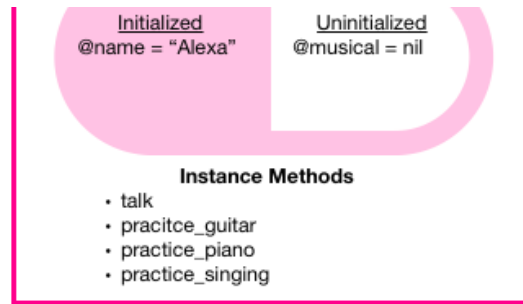 Initialized Uninitialized
@name = “Alexa” @musical = nil
Instance Methods
• talk
• pracitce_guitar
• practice_piano
• practice_singing